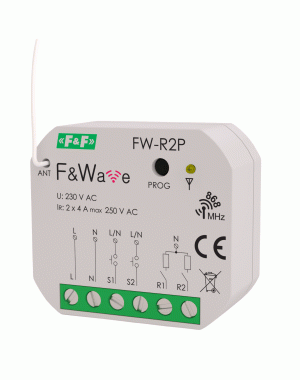 «F&F»
FW-R2P
ANT
F&Wave
PROG
868
MHz
U: 230 V AC
IR: 2 x 4 A max 250 V AC
L N L/N L/N N
L N S1 S2 R1 R2
CE